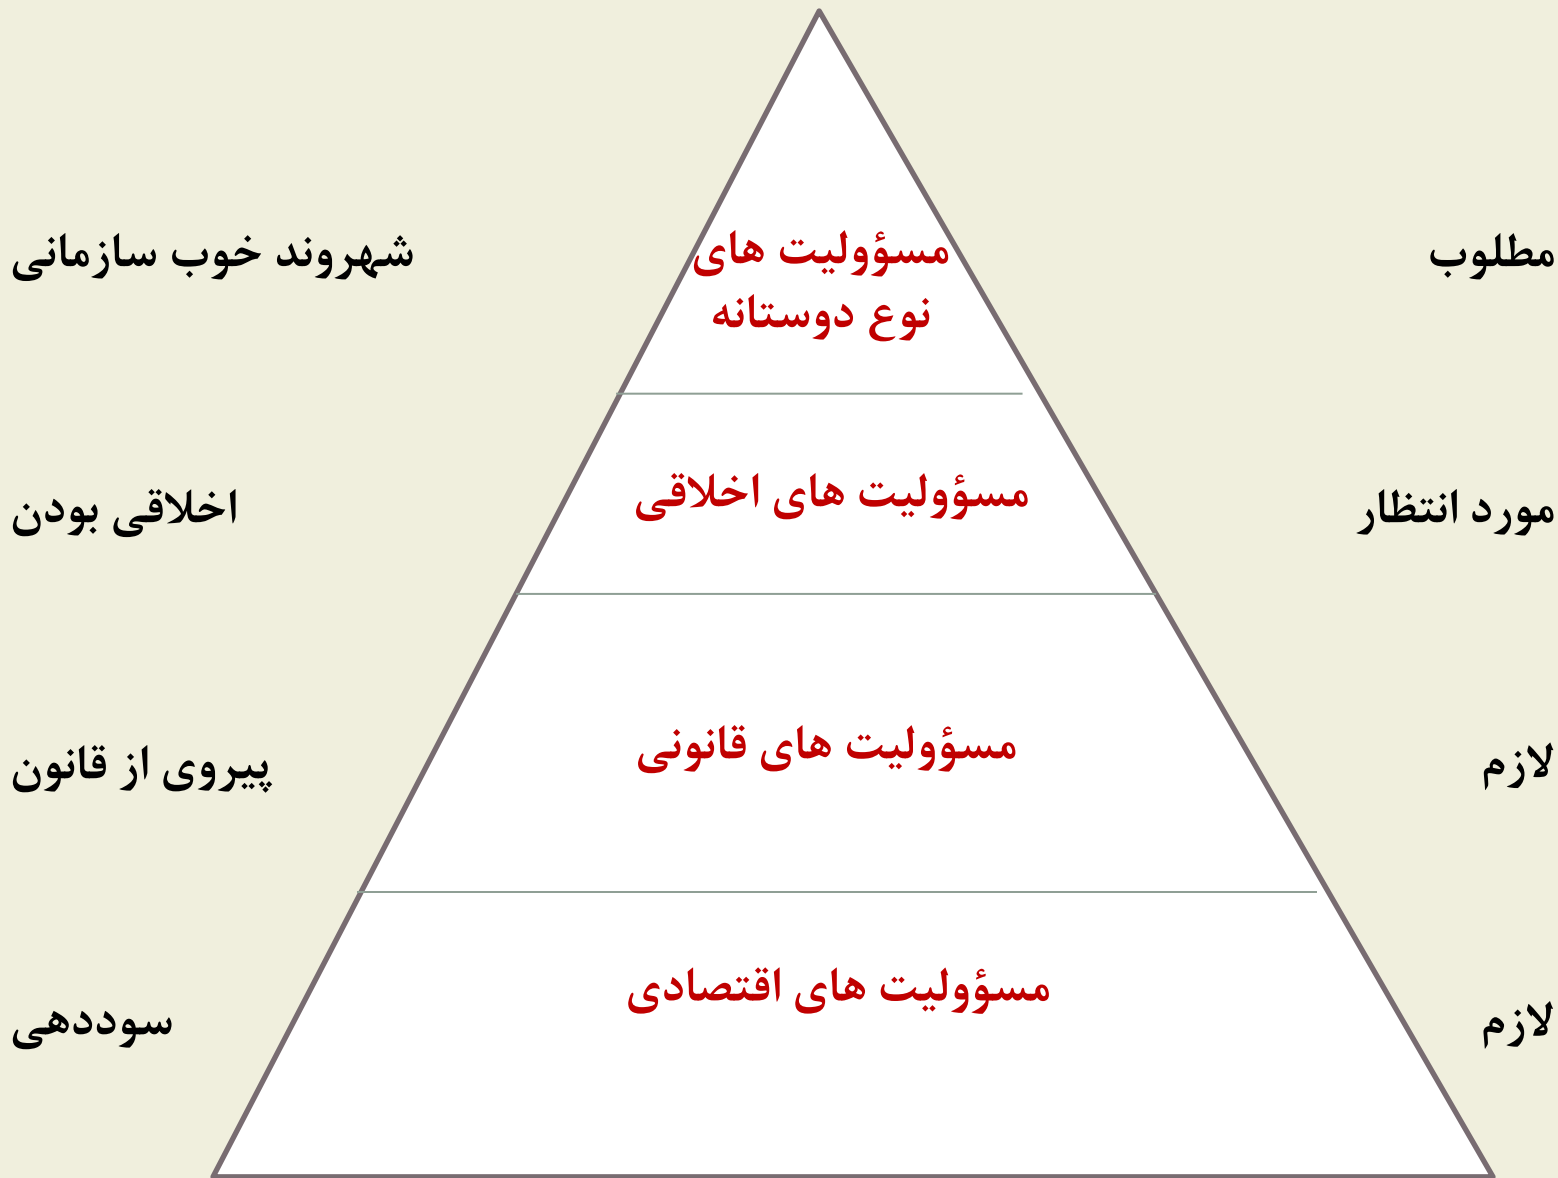 مطلوب
مسؤولیت های
نوع دوستانه
شهروند خوب سازمانی
مورد انتظار
مسؤولیت های اخلاقی
اخلاقی بودن
لازم
مسؤولیت های قانونی
پیروی از قانون
لازم
مسؤولیت های اقتصادی
سوددهی